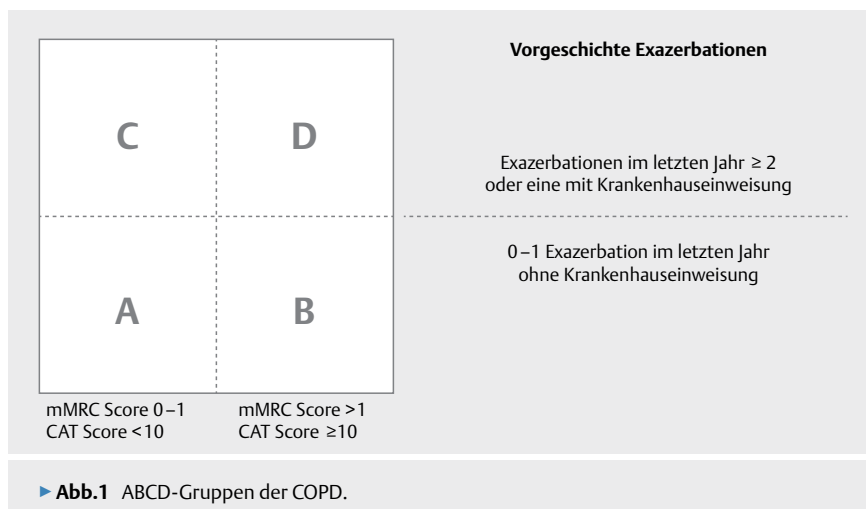 Vorgeschichte Exazerbationen
C
D
Exazerbationen im letzten Jahr ≥ 2
oder eine mit Krankenhauseinweisung
A
B
0–1 Exazerbation im letzten Jahr
ohne Krankenhauseinweisung
mMRC Score 0–1
CAT Score <10
mMRC Score >1
CAT Score ≥10
▶ Abb.1 ABCD-Gruppen der COPD.